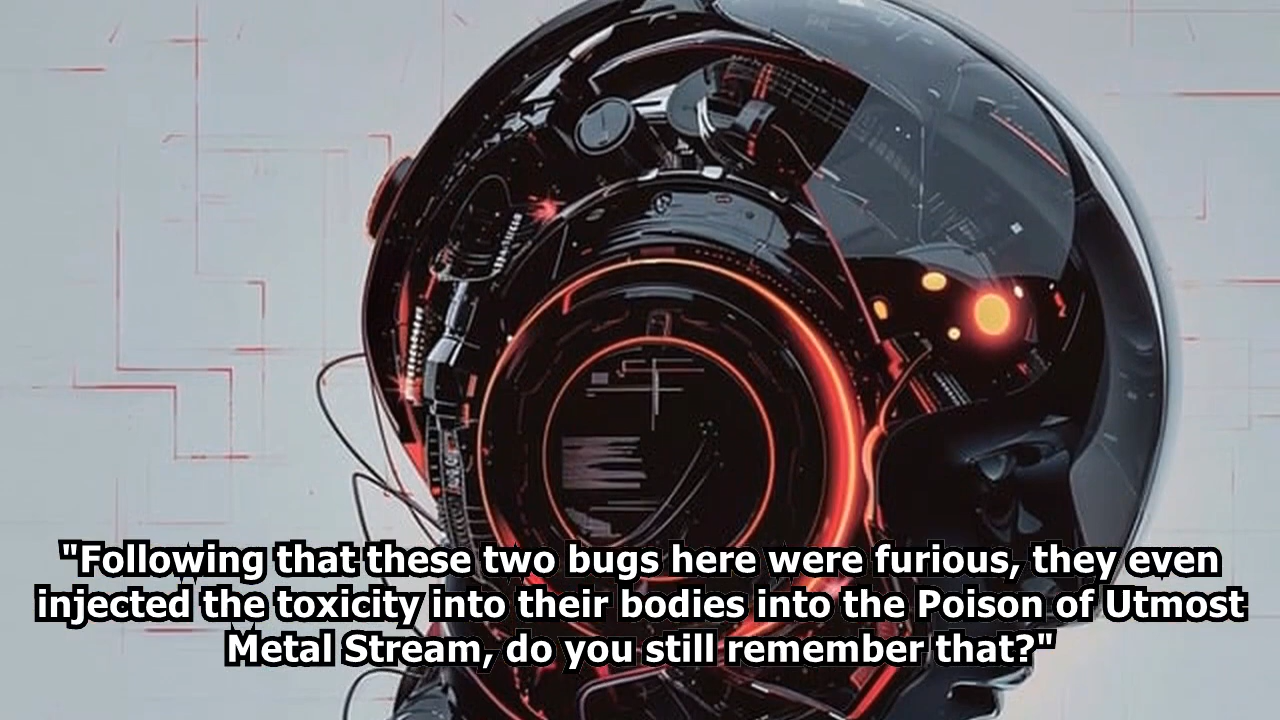 "Following that these two bugs here were furious, they even
injected the toxicity into their bodies into the Poison of Utmost
Metal Stream, do you still remember that?"